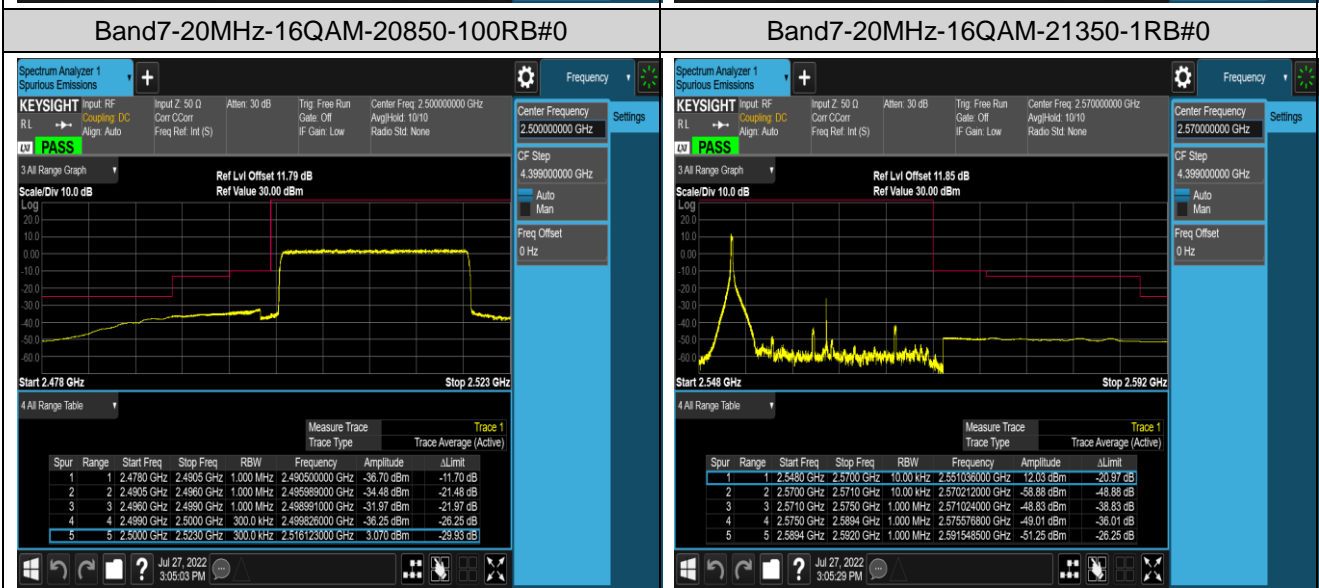 Band7-20MHz-16QAM-20850-100RB#0
Band7-20MHz-16QAM-21350-1RB#0
Spectrum Analyzer 1
Spurious Emissions
+
Frequency
KEYSIGHT
RL
LXI
PASS
Input: RF
Coupling: DC
Align: Auto
Input Z: 50 Ω
Corr CCorr
Freq Ref: Int (S)
Atten: 30 dB
Trig: Free Run
Gate: Off
IF Gain: Low
Center Freq: 2.500000000 GHz
Avg|Hold: 10/10
Radio Std: None
Center Frequency
2.500000000 GHz
Settings
CF Step
4.399000000 GHz
Auto
Man
Freq Offset
0 Hz
3 All Range Graph
Ref Lvl Offset 11.79 dB
Scale/Div 10.0 dB
Ref Value 30.00 dBm
Log
20.0
10.0
0.00
-10.0
-20.0
-30.0
-40.0
-50.0
-60.0
Start 2.478 GHz
Stop 2.523 GHz
4 All Range Table
Measure Trace Trace 1
Trace Type Trace Average (Active)
Spur Range Start Freq Stop Freq RBW Frequency Amplitude ΔLimit
1 1 2.4780 GHz 2.4905 GHz 1.000 MHz 2.490500000 GHz -36.70 dBm -11.70 dB
2 2 2.4905 GHz 2.4960 GHz 1.000 MHz 2.495989000 GHz -34.48 dBm -21.48 dB
3 3 2.4960 GHz 2.4990 GHz 1.000 MHz 2.498991000 GHz -31.97 dBm -21.97 dB
4 4 2.4990 GHz 2.5000 GHz 300.0 kHz 2.499826000 GHz -36.25 dBm -26.25 dB
5 5 2.5000 GHz 2.5230 GHz 300.0 kHz 2.516123000 GHz 3.070 dBm -29.93 dB
?
Jul 27, 2022
3:05:03 PM
Spectrum Analyzer 1
Spurious Emissions
+
Frequency
KEYSIGHT
RL
LXI
PASS
Input: RF
Coupling: DC
Align: Auto
Input Z: 50 Ω
Corr CCorr
Freq Ref: Int (S)
Atten: 30 dB
Trig: Free Run
Gate: Off
IF Gain: Low
Center Freq: 2.570000000 GHz
Avg|Hold: 10/10
Radio Std: None
Center Frequency
2.570000000 GHz
Settings
CF Step
4.399000000 GHz
Auto
Man
Freq Offset
0 Hz
3 All Range Graph
Ref Lvl Offset 11.85 dB
Scale/Div 10.0 dB
Ref Value 30.00 dBm
Log
20.0
10.0
0.00
-10.0
-20.0
-30.0
-40.0
-50.0
-60.0
Start 2.548 GHz
Stop 2.592 GHz
4 All Range Table
Measure Trace Trace 1
Trace Type Trace Average (Active)
Spur Range Start Freq Stop Freq RBW Frequency Amplitude ΔLimit
1 1 2.5480 GHz 2.5700 GHz 10.00 kHz 2.551036000 GHz 12.03 dBm -20.97 dB
2 2 2.5700 GHz 2.5710 GHz 10.00 kHz 2.570212000 GHz -58.88 dBm -48.88 dB
3 3 2.5710 GHz 2.5750 GHz 1.000 MHz 2.571024000 GHz -48.83 dBm -38.83 dB
4 4 2.5750 GHz 2.5894 GHz 1.000 MHz 2.575576800 GHz -49.01 dBm -36.01 dB
5 5 2.5894 GHz 2.5920 GHz 1.000 MHz 2.591548500 GHz -51.25 dBm -26.25 dB
?
Jul 27, 2022
3:05:29 PM